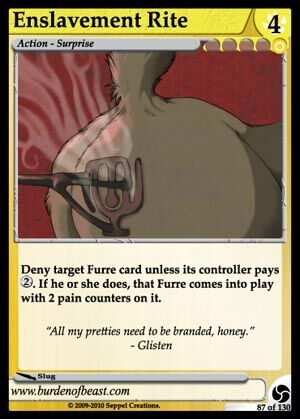 Enslavement Rite 4
Action - Surprise
Deny target Furre card unless its controller pays
2. If he or she does, that Furre comes into play
with 2 pain counters on it.
"All my pretties need to be branded, honey."
- Glisten
Slug
www.burdenofbeast.com
© 2009-2010 Seppel Creations.
87 of 130